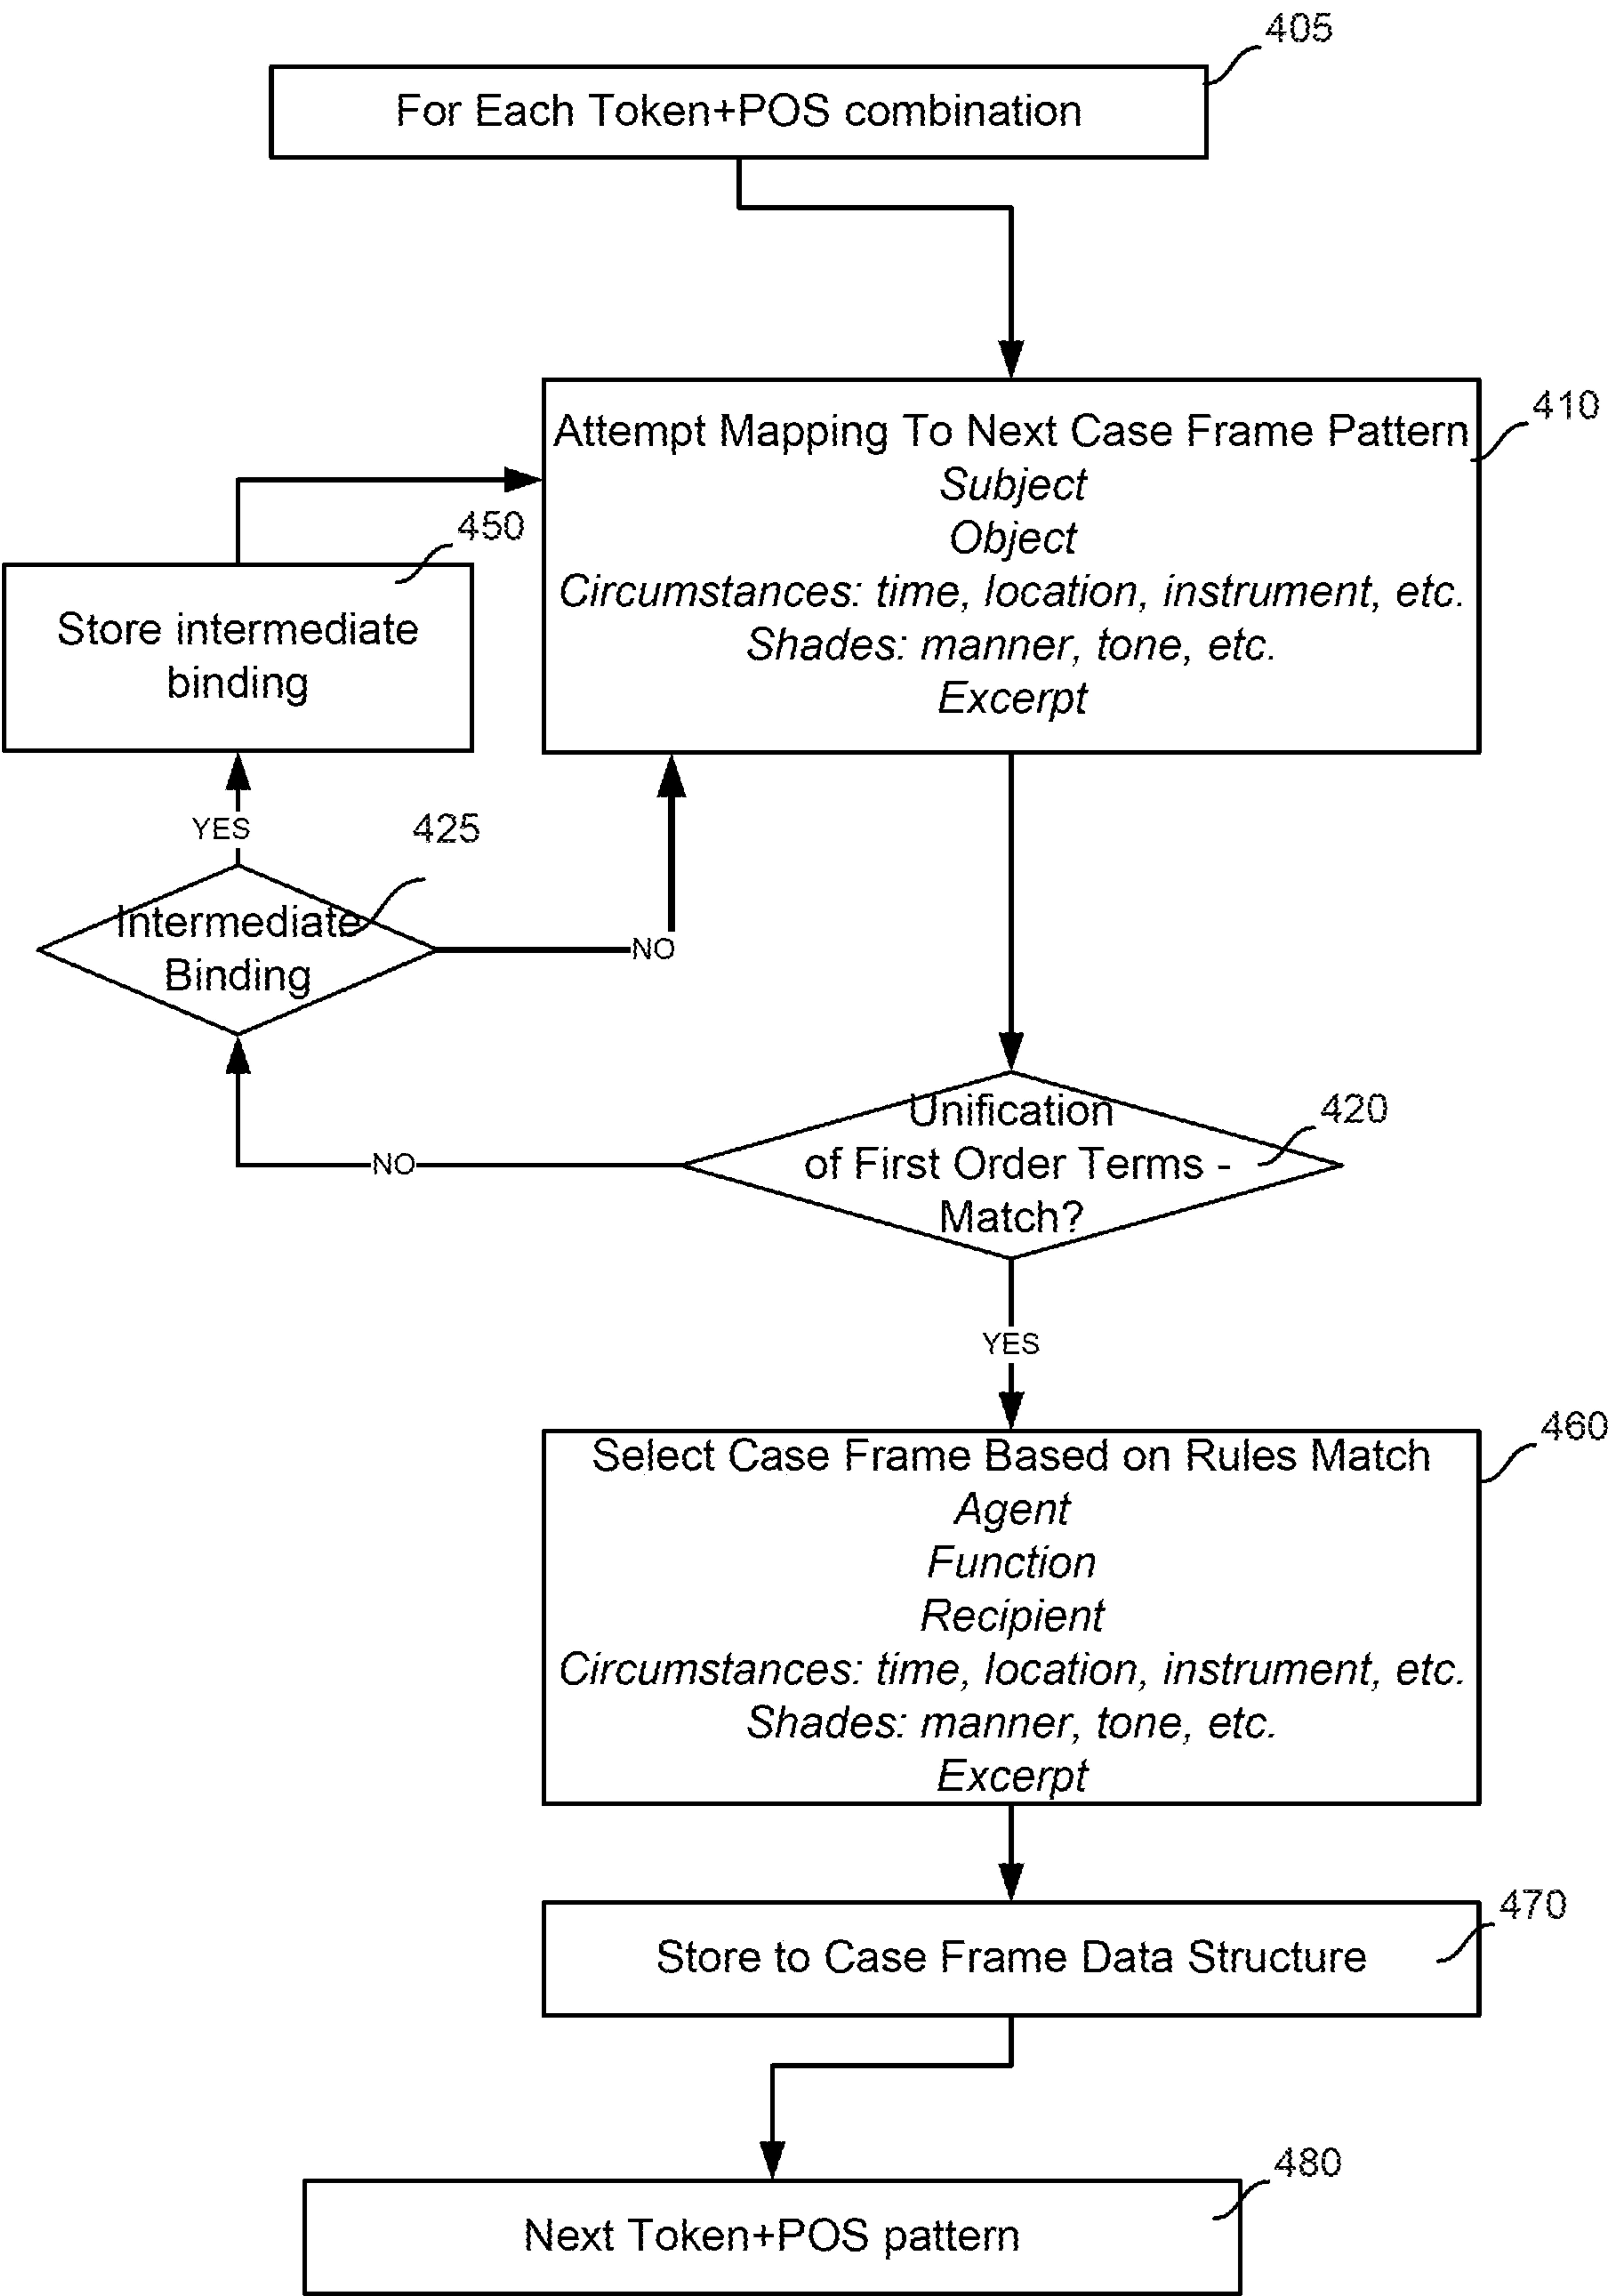 405
For Each Token+POS combination
410
Attempt Mapping To Next Case Frame Pattern
Subject
Object
Circumstances: time, location, instrument, etc.
Shades: manner, tone, etc.
Excerpt
450
Store intermediate
binding
YES
425
Intermediate
Binding
NO
420
Unification
of First Order Terms -
Match?
NO
YES
460
Select Case Frame Based on Rules Match
Agent
Function
Recipient
Circumstances: time, location, instrument, etc.
Shades: manner, tone, etc.
Excerpt
470
Store to Case Frame Data Structure
480
Next Token+POS pattern